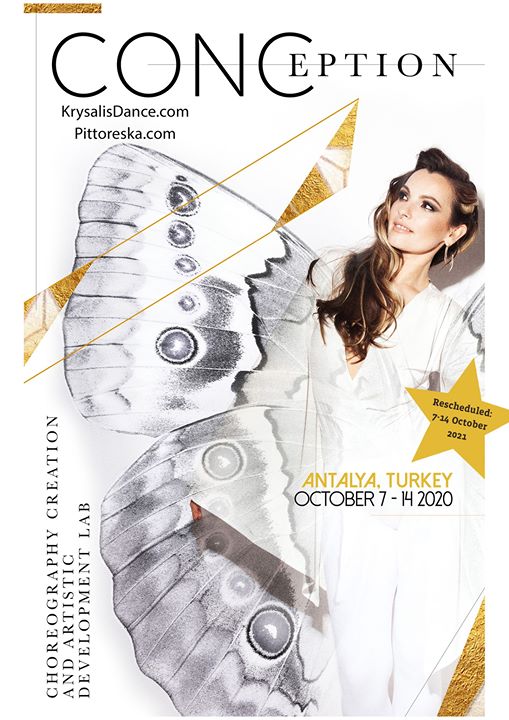 CONCEPTION
KrysalisDance.com
Pittoreska.com
Rescheduled:
7-14 October
2021
ANTALYA, TURKEY
OCTOBER 7 - 14 2020
CHOREOGRAPHY CREATION
AND ARTISTIC
DEVELOPMENT LAB